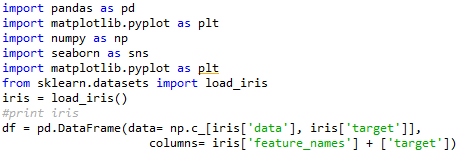 import pandas as pd
import matplotlib.pyplot as plt
import numpy as np
import seaborn as sns
import matplotlib.pyplot as plt
from sklearn.datasets import load_iris
iris = load_iris()
#print iris
df = pd.DataFrame(data= np.c_[iris['data'], iris['target']],
                  columns= iris['feature_names'] + ['target'])